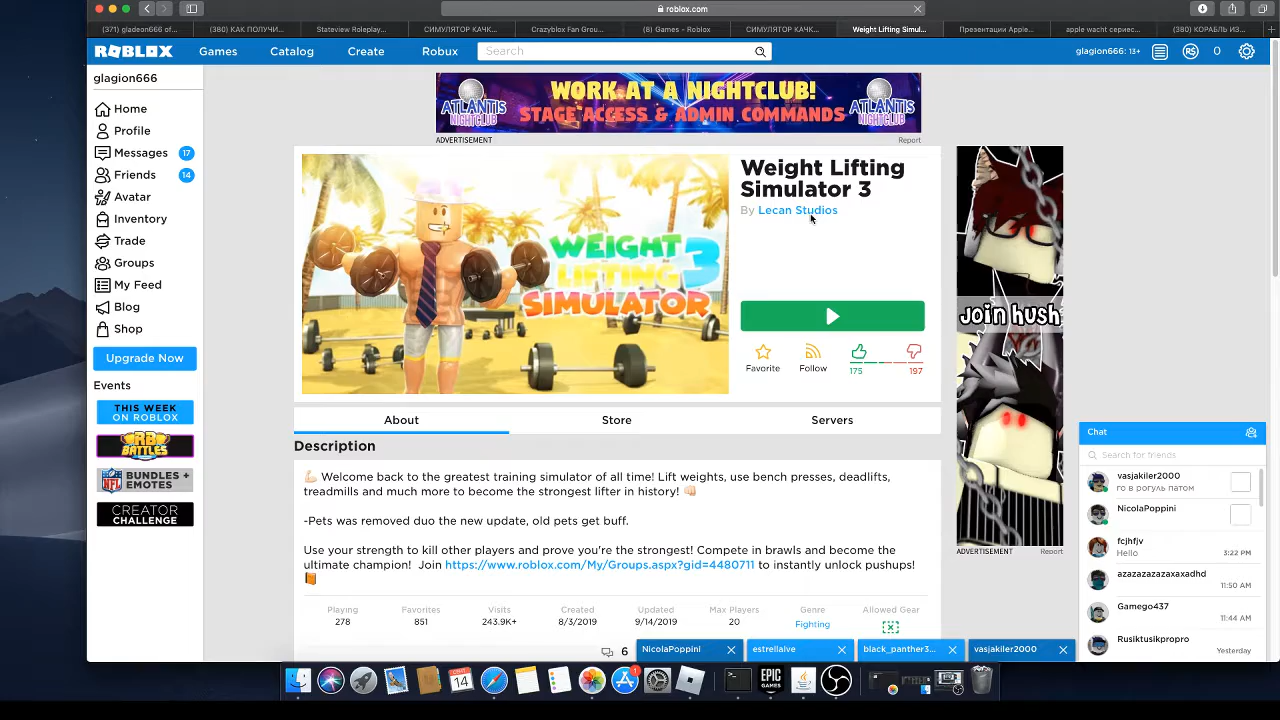 roblox.com
(371) gladeon666 of...
(380) КАК ПОЛУЧИ...
Stateview Roleplay...
СИМУЛЯТОР КАЧК...
Crazyblox Fan Grou...
(8) Games - Roblox
СИМУЛЯТОР КАЧК...
Weight Lifting Simul...
Презентации Apple...
apple wacht сериес...
(380) КОРАБЛЬ ИЗ...
ROBLOX
Games
Catalog
Create
Robux
Search
glagion666: 13+
0
glagion666
Home
Profile
Messages 17
Friends 14
Avatar
Inventory
Trade
Groups
My Feed
Blog
Shop
Upgrade Now
Events
THIS WEEK
ON ROBLOX
RB
BATTLES
NFL BUNDLES +
EMOTES
CREATOR
CHALLENGE
ATLANTIS
NIGHTCLUB
WORK AT A NIGHTCLUB!
STAGE ACCESS & ADMIN COMMANDS
ATLANTIS
NIGHTCLUB
ADVERTISEMENT
Report
WEIGHT
LIFTING 3
SIMULATOR
Weight Lifting
Simulator 3
By Lecan Studios
Favorite
Follow
175
197
About
Store
Servers
Description
💪🏻 Welcome back to the greatest training simulator of all time! Lift weights, use bench presses, deadlifts,
treadmills and much more to become the strongest lifter in history! 👊🏻
-Pets was removed duo the new update, old pets get buff.
Use your strength to kill other players and prove you're the strongest! Compete in brawls and become the
ultimate champion! Join https://www.roblox.com/My/Groups.aspx?gid=4480711 to instantly unlock pushups!
Playing
278
Favorites
851
Visits
243.9K+
Created
8/3/2019
Updated
9/14/2019
Max Players
20
Genre
Fighting
Allowed Gear
6
join hush
ADVERTISEMENT
Report
Chat
Search for friends
vasjakiler2000
го в рогуль патом
NicolaPoppini
fcjhfjv
Hello
3:22 PM
azazazazazaxaxadhd
11:50 AM
Gamego437
11:44 AM
Rusiktusikpropro
Yesterday
NicolaPoppini
estrellalve
black_panther3...
vasjakiler2000
SEP
14
1
EPIC
GAMES